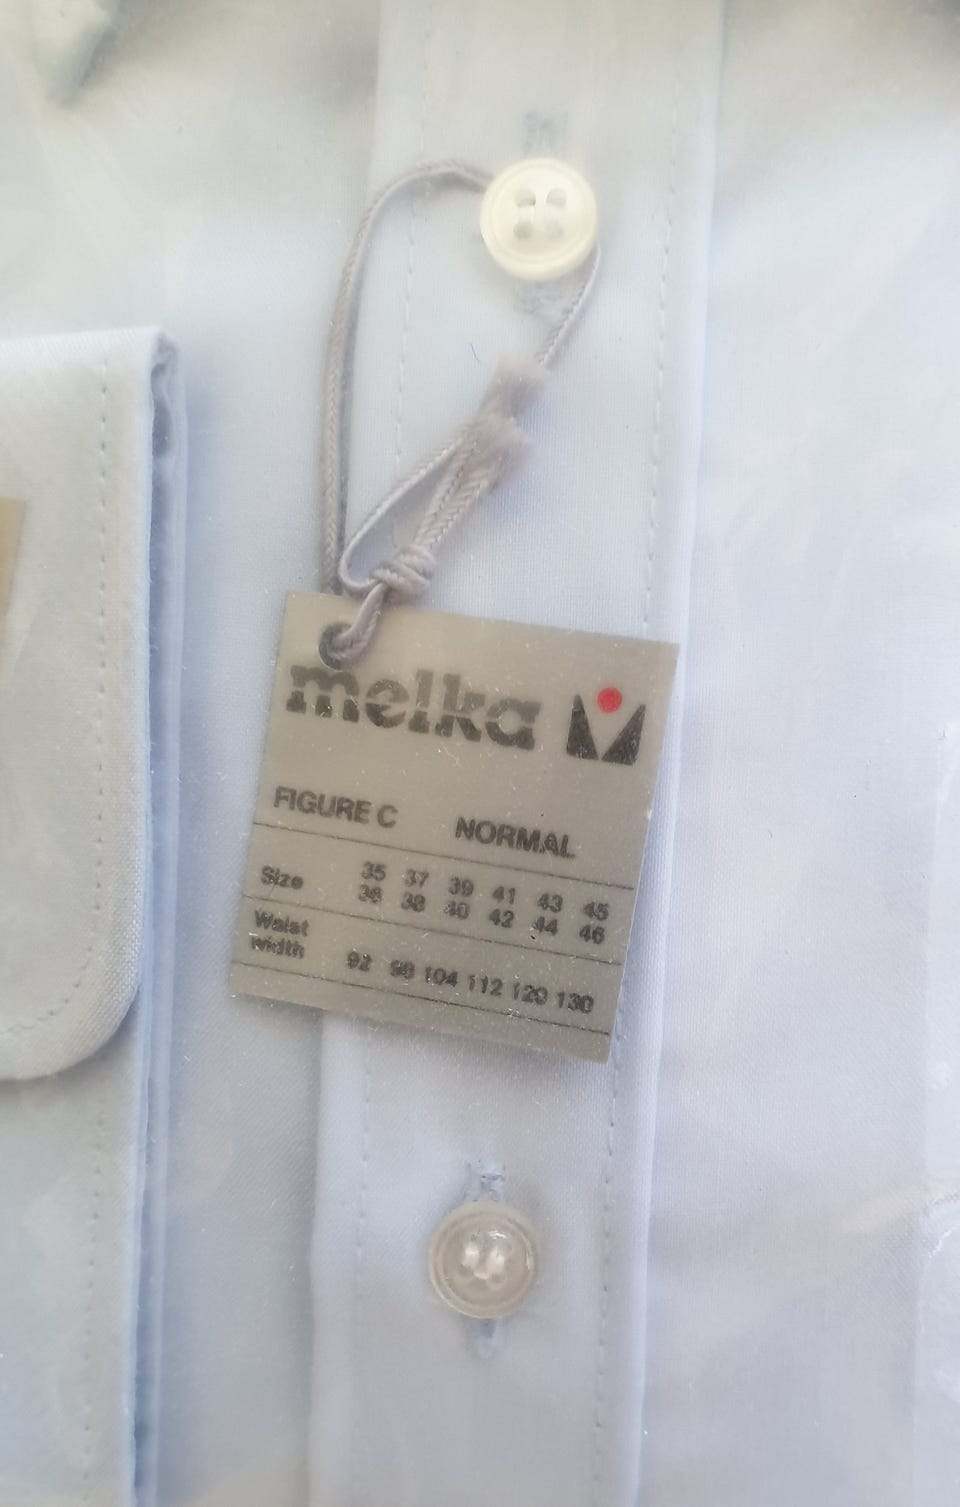 melka
FIGURE C NORMAL
Size 35 37 39 41 43 45
36 38 40 42 44 46
Waist
width 92 98 104 112 120 130